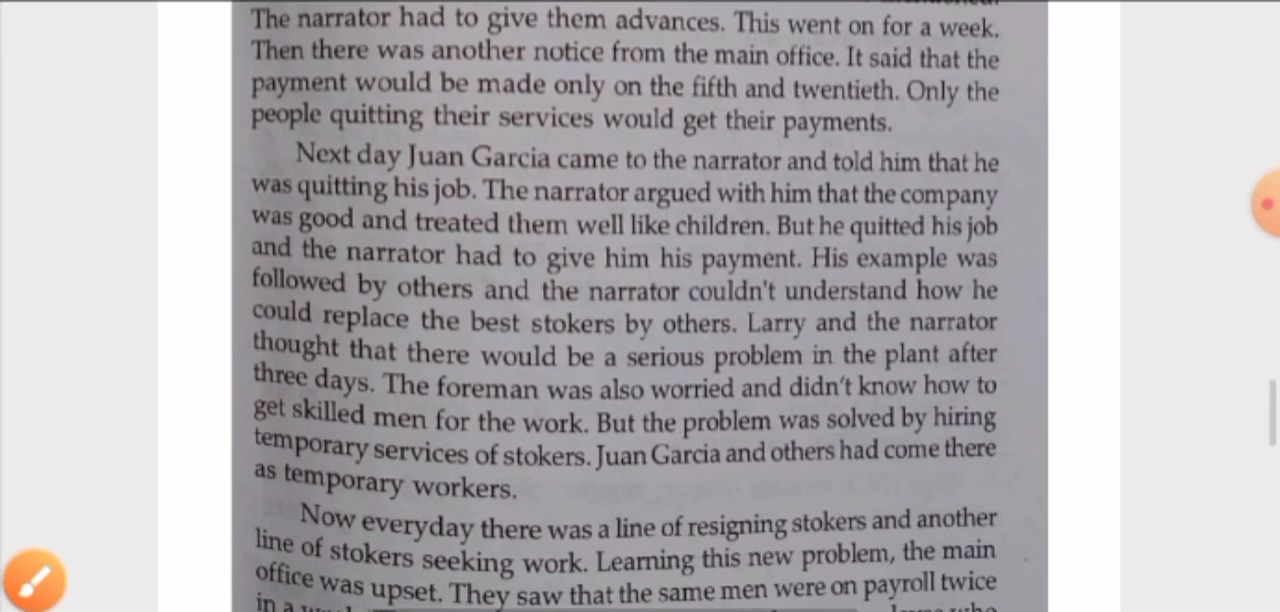 The narrator had to give them advances. This went on for a week.
Then there was another notice from the main office. It said that the
payment would be made only on the fifth and twentieth. Only the
people quitting their services would get their payments.
Next day Juan Garcia came to the narrator and told him that he
was quitting his job. The narrator argued with him that the company
was good and treated them well like children. But he quitted his job
and the narrator had to give him his payment. His example was
followed by others and the narrator couldn't understand how he
could replace the best stokers by others. Larry and the narrator
thought that there would be a serious problem in the plant after
three days. The foreman was also worried and didn't know how to
get skilled men for the work. But the problem was solved by hiring
temporary services of stokers. Juan Garcia and others had come there
as temporary workers.
Now everyday there was a line of resigning stokers and another
line of stokers seeking work. Learning this new problem, the main
office was upset. They saw that the same men were on payroll twice
in a